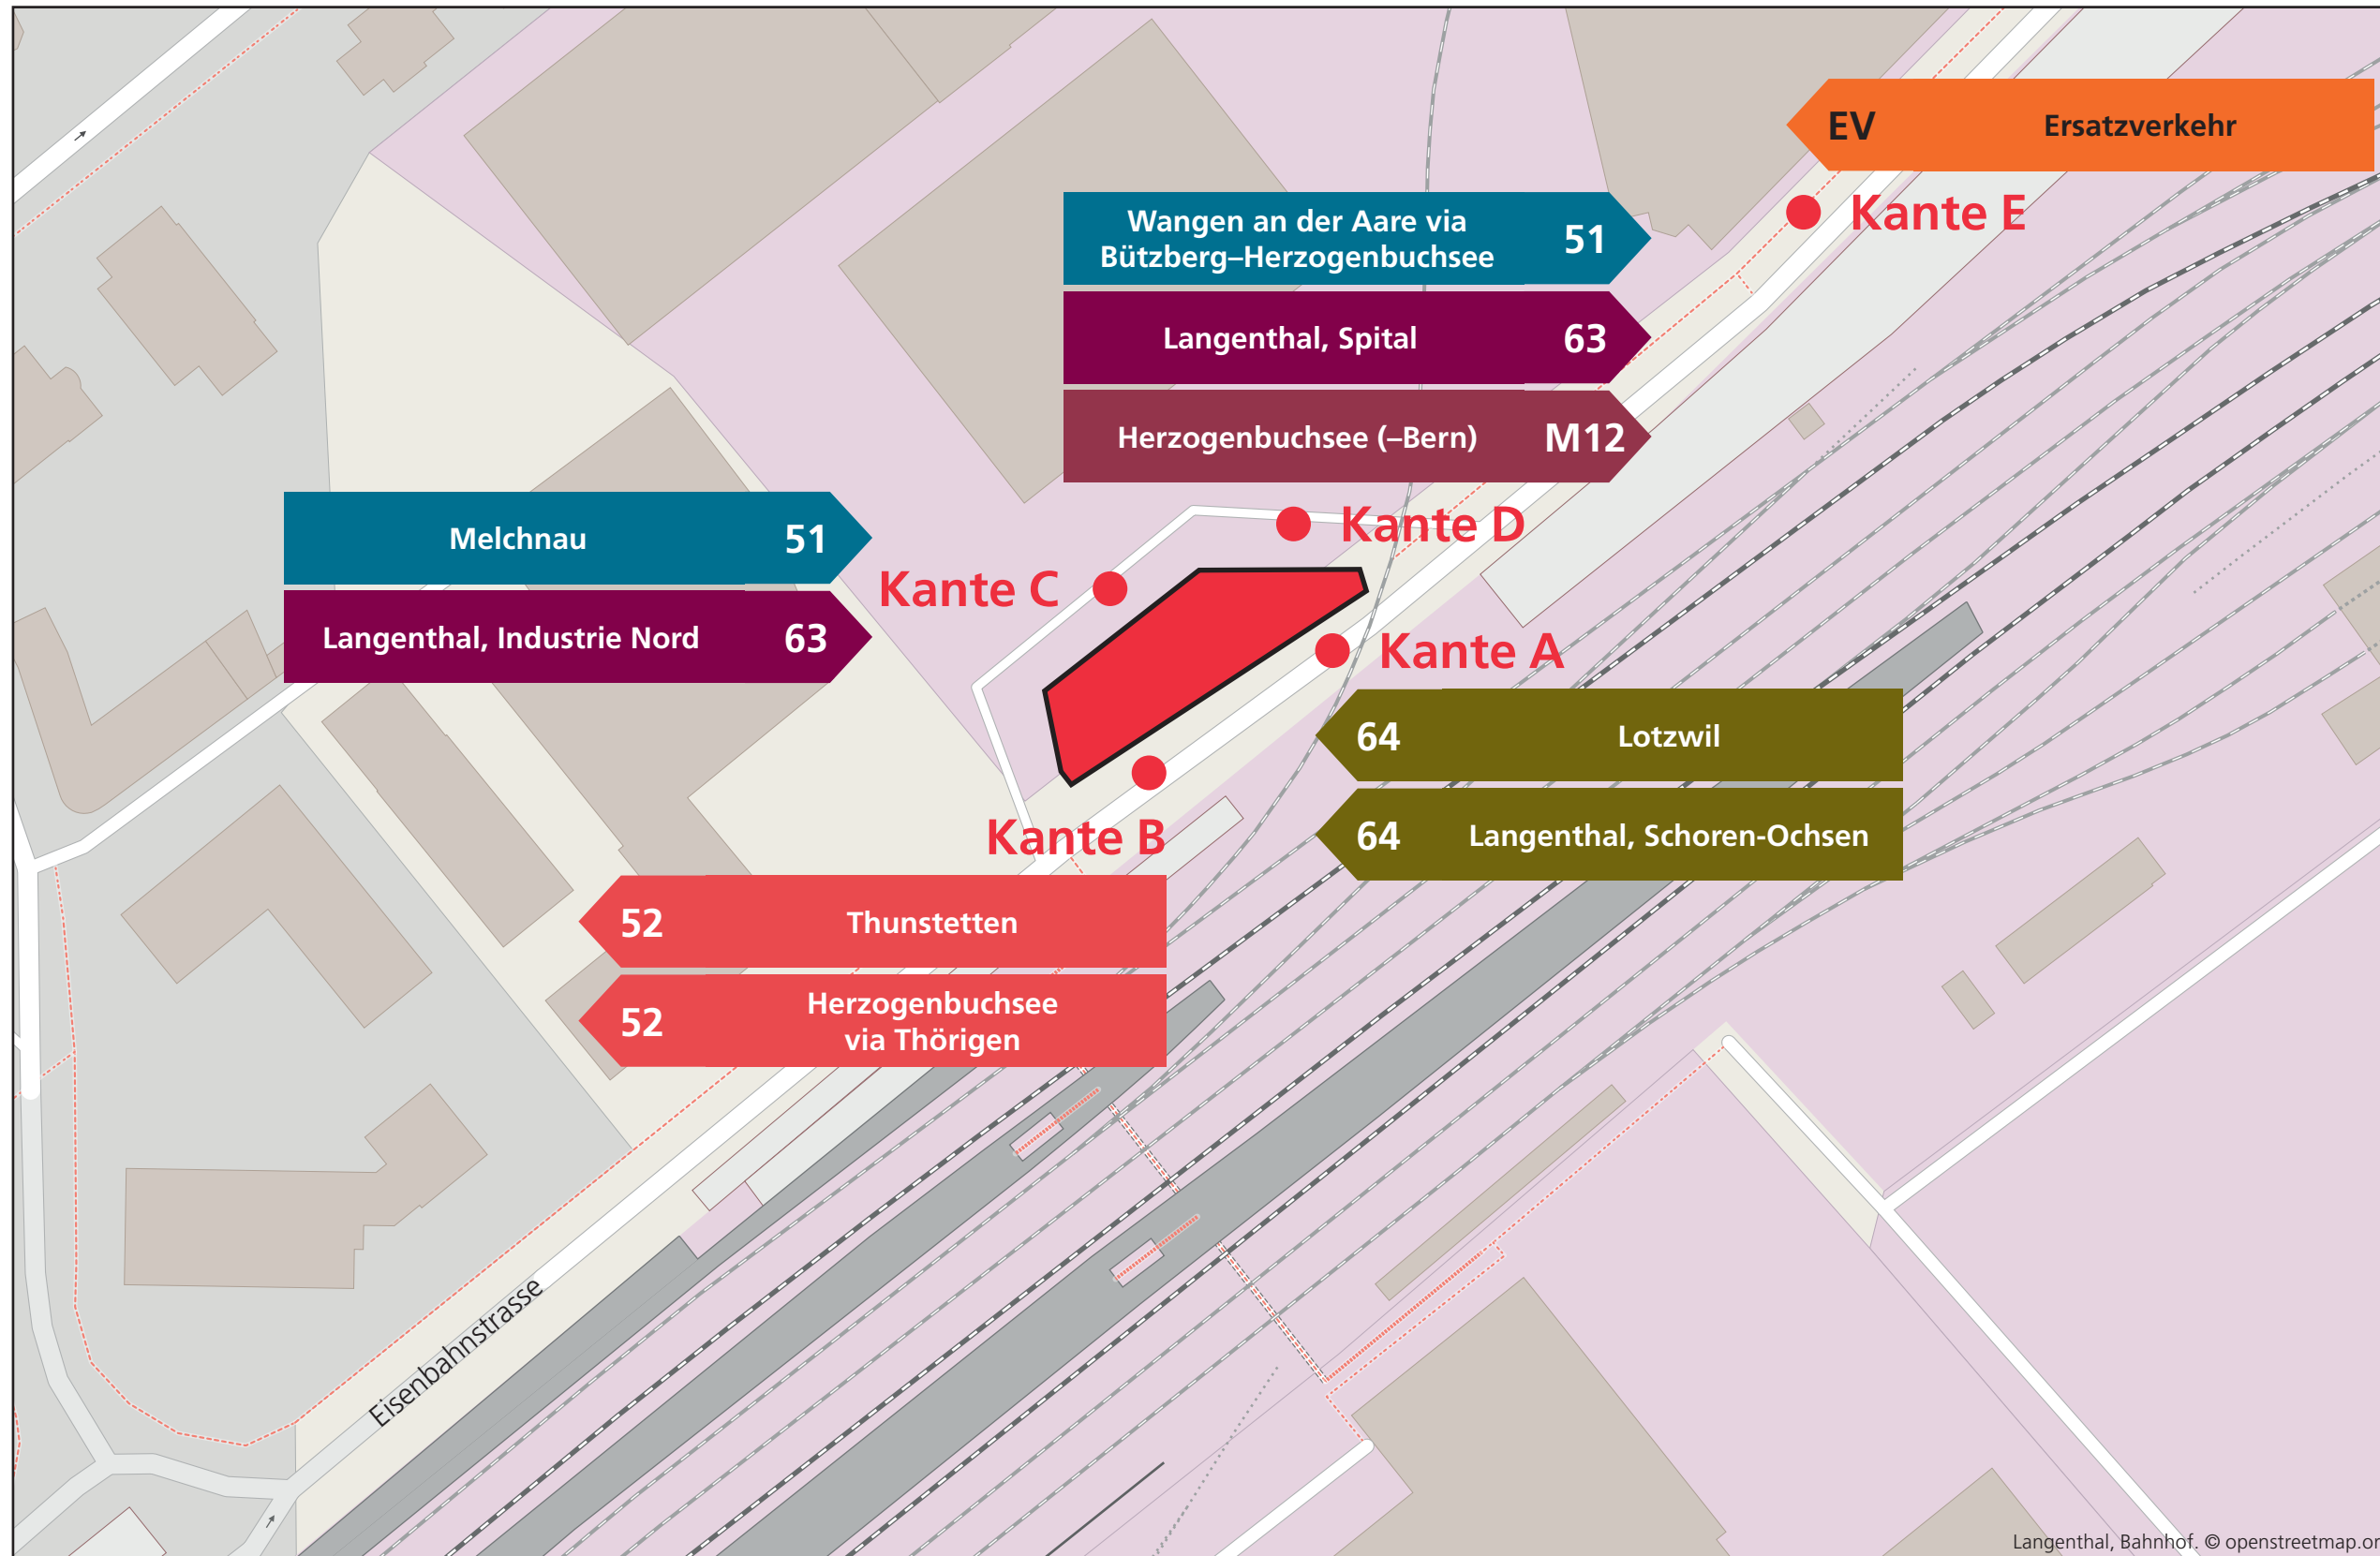 EV Ersatzverkehr
Kante E
Wangen an der Aare via
Bützberg–Herzogenbuchsee
51
Langenthal, Spital 63
Herzogenbuchsee (–Bern) M12
Kante D
Melchnau 51
Langenthal, Industrie Nord 63
Kante C
Kante A
64 Lotzwil
64 Langenthal, Schoren-Ochsen
Kante B
52 Thunstetten
52
Herzogenbuchsee
via Thörigen
Eisenbahnstrasse
Langenthal, Bahnhof. © openstreetmap.or